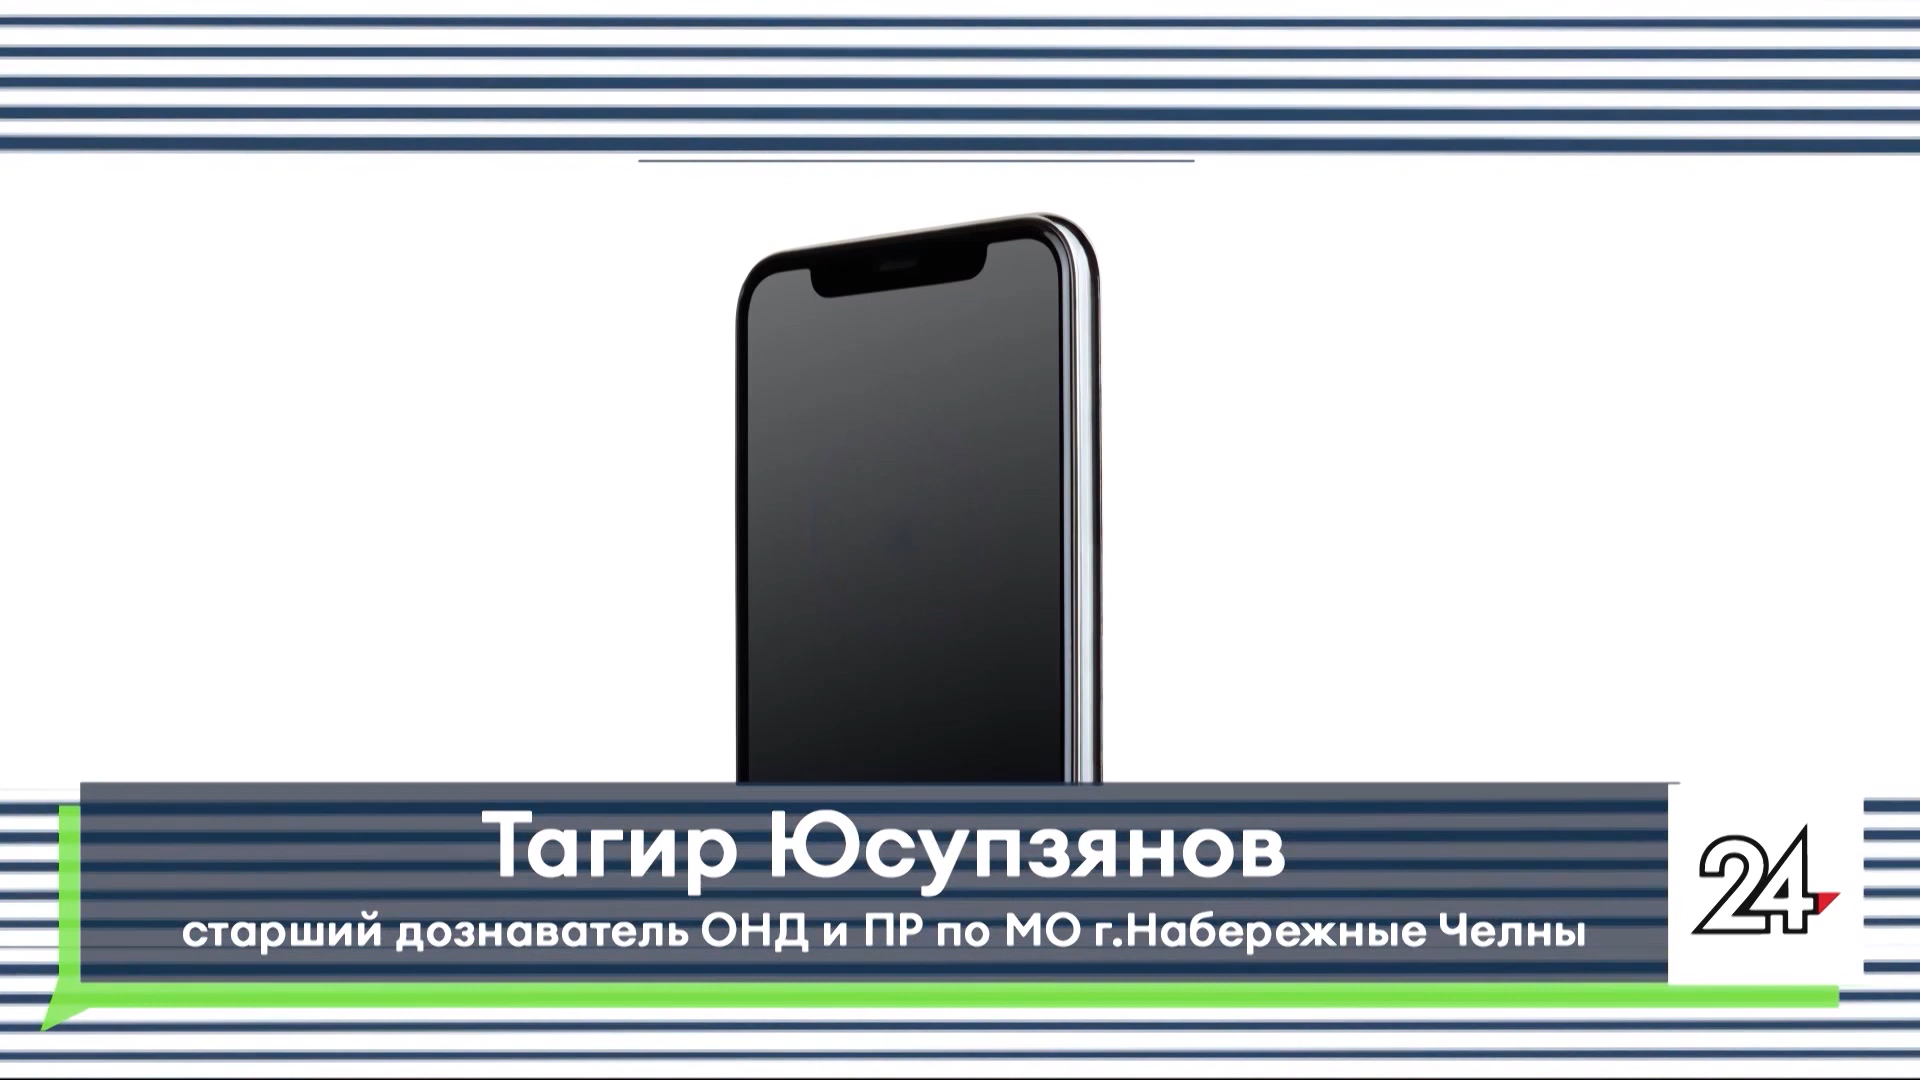 Тагир Юсупзянов
старший дознаватель ОНД и ПР по МО г.Набережные Челны
24